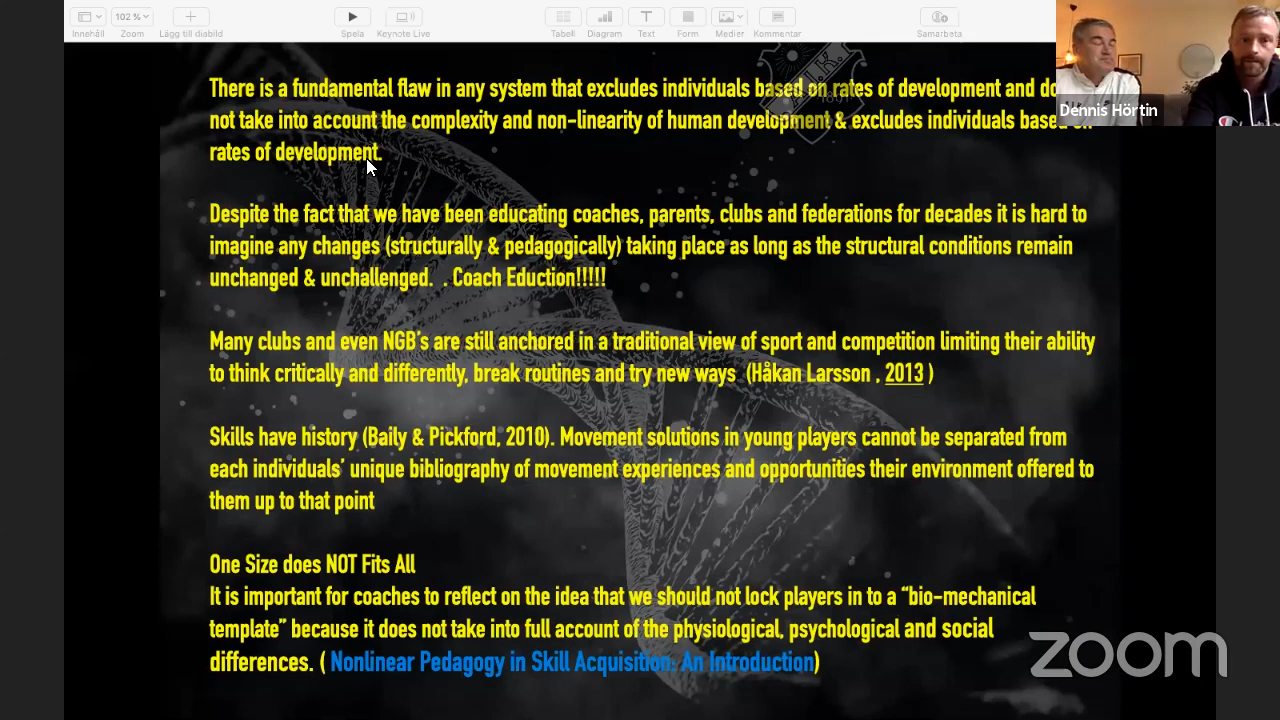 102 %
Innehåll
Zoom
Lägg till diabild
Spela
Keynote Live
Tabell
Diagram
Text
Form
Medier
Kommentar
Samarbeta
Dennis Hörtin
There is a fundamental flaw in any system that excludes individuals based on rates of development and do
not take into account the complexity and non-linearity of human development & excludes individuals based on
rates of development.
Despite the fact that we have been educating coaches, parents, clubs and federations for decades it is hard to
imagine any changes (structurally & pedagogically) taking place as long as the structural conditions remain
unchanged & unchallenged. . Coach Eduction!!!!!
Many clubs and even NGB's are still anchored in a traditional view of sport and competition limiting their ability
to think critically and differently, break routines and try new ways (Håkan Larsson , 2013 )
Skills have history (Baily & Pickford, 2010). Movement solutions in young players cannot be separated from
each individuals' unique bibliography of movement experiences and opportunities their environment offered to
them up to that point
One Size does NOT Fits All
It is important for coaches to reflect on the idea that we should not lock players in to a “bio-mechanical
template” because it does not take into full account of the physiological, psychological and social
differences. ( Nonlinear Pedagogy in Skill Acquisition: An Introduction)
zoom